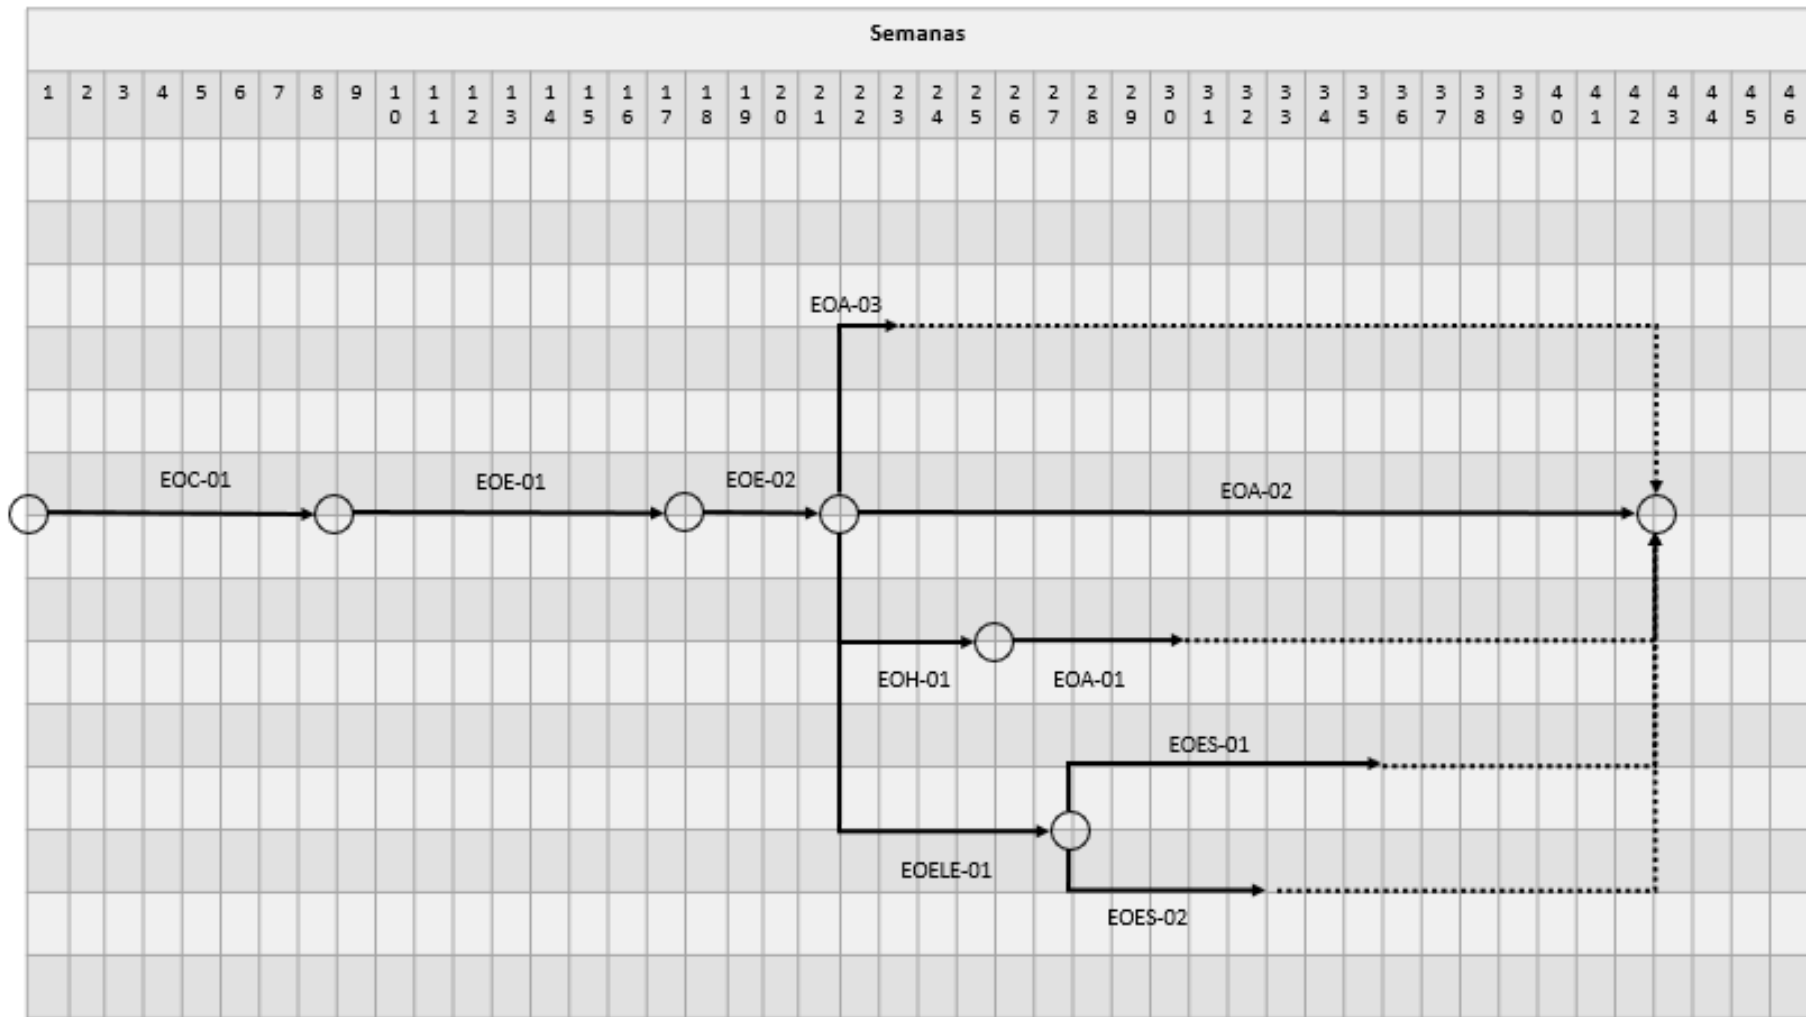 Semanas
1 2 3 4 5 6 7 8 9 10 11 12 13 14 15 16 17 18 19 20 21 22 23 24 25 26 27 28 29 30 31 32 33 34 35 36 37 38 39 40 41 42 43 44 45 46
EOA-03
EOC-01 EOE-01 EOE-02 EOA-02
EOH-01 EOA-01
EOES-01
EOELE-01
EOES-02